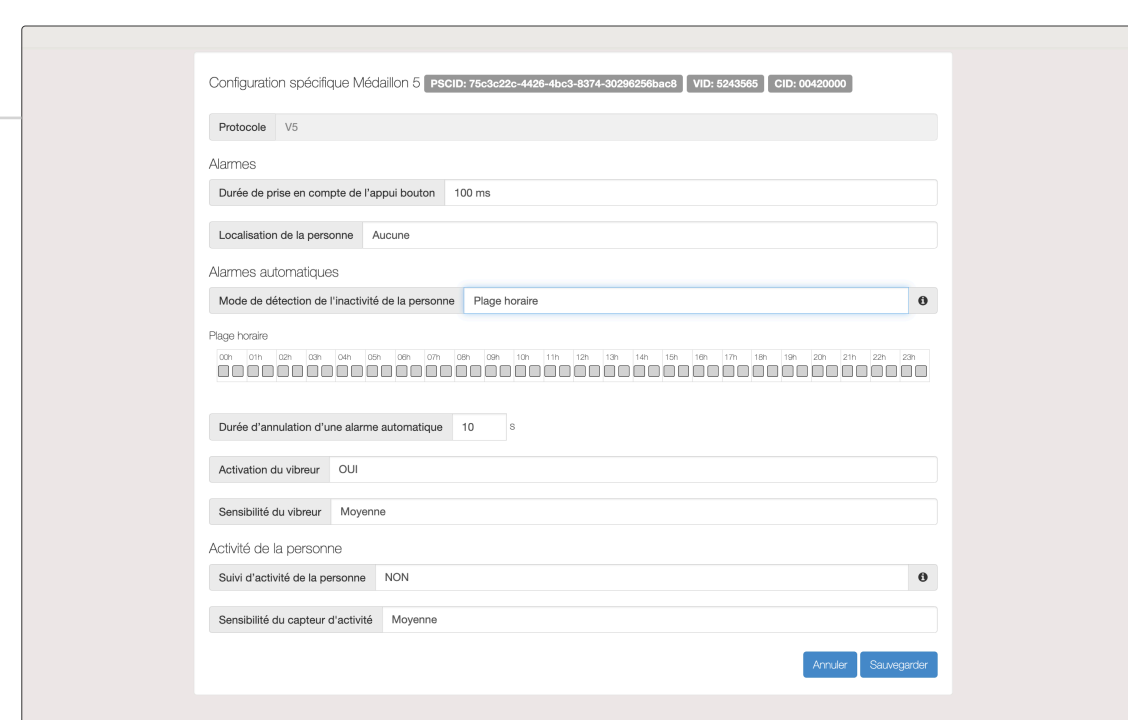 Configuration spécifique Médaillon 5 PSCID: 75c3c22c-4426-4bc3-8374-30296256bac8 VID: 5243565 CID: 00420000
Protocole V5
Alarmes
Durée de prise en compte de l'appui bouton 100 ms
Localisation de la personne Aucune
Alarmes automatiques
Mode de détection de l'inactivité de la personne Plage horaire
Plage horaire
00h 01h 02h 03h 04h 05h 06h 07h 08h 09h 10h 11h 12h 13h 14h 15h 16h 17h 18h 19h 20h 21h 22h 23h
Durée d'annulation d'une alarme automatique 10 S
Activation du vibreur OUI
Sensibilité du vibreur Moyenne
Activité de la personne
Suivi d'activité de la personne NON
Sensibilité du capteur d'activité Moyenne
Annuler Sauvegarder